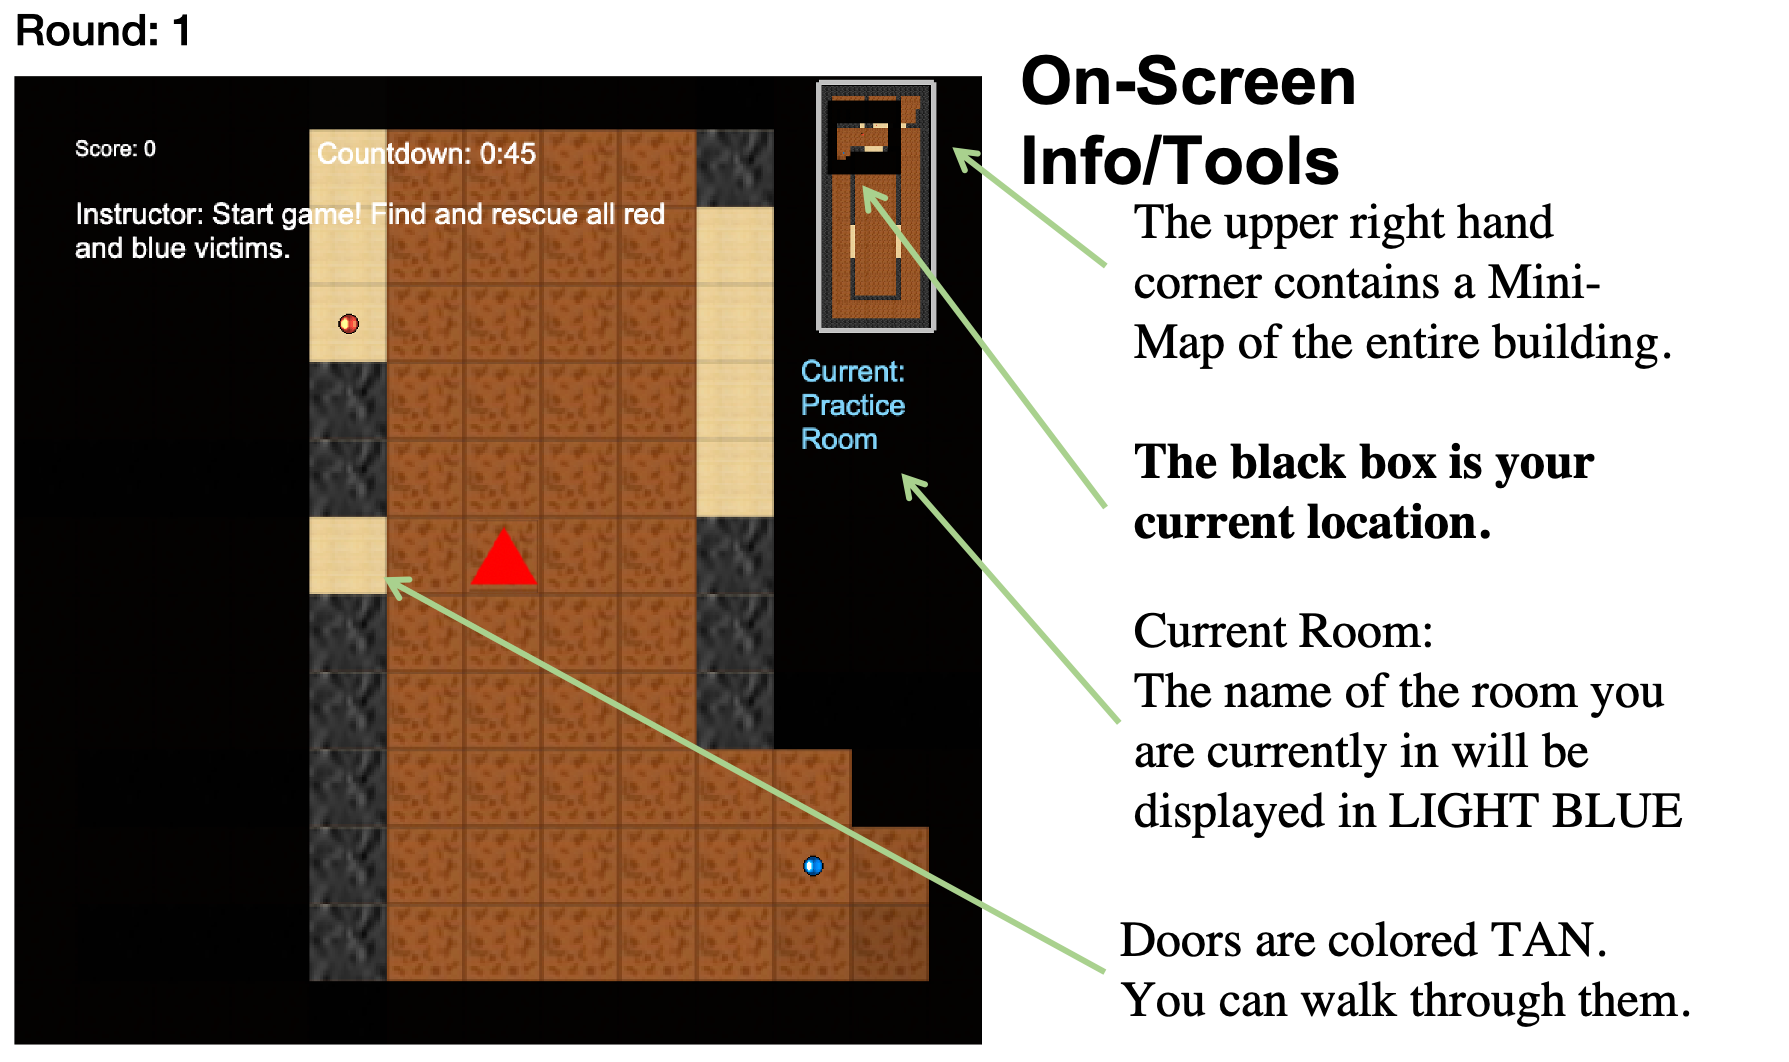 Round: 1
Score: 0
Countdown: 0:45
Instructor: Start game! Find and rescue all red
and blue victims.
Current:
Practice
Room
On-Screen
Info/Tools
The upper right hand
corner contains a Mini-
Map of the entire building.
The black box is your
current location.
Current Room:
The name of the room you
are currently in will be
displayed in LIGHT BLUE
Doors are colored TAN.
You can walk through them.